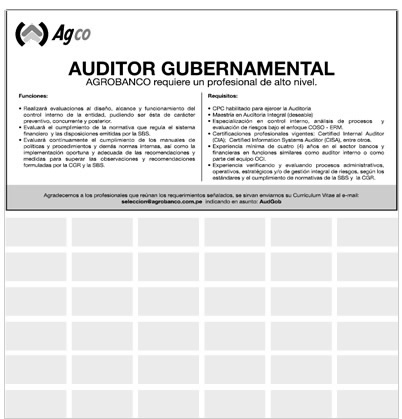 Agco
AUDITOR GUBERNAMENTAL
AGROBANCO requiere un profesional de alto nivel.
Funciones:
• Realizará evaluaciones al diseño, alcance y funcionamiento del
control interno de la entidad, pudiendo ser ésta de carácter
preventivo, concurrente y posterior.
• Evaluará el cumplimiento de la normativa que regula el sistema
financiero y las disposiciones emitidas por la SBS.
• Evaluará continuamente el cumplimiento de los manuales de
políticas y procedimientos y demás normas internas, así como la
implementación oportuna y adecuada de las recomendaciones y
medidas para superar las observaciones y recomendaciones
formuladas por la CGR y la SBS.
Requisitos:
• CPC habilitado para ejercer la Auditoría
• Maestría en Auditoría Integral (deseable)
• Especialización en control interno, análisis de procesos y
evaluación de riesgos bajo el enfoque COSO - ERM.
• Certificaciones profesionales vigentes: Certified Internal Auditor
(CIA), Certified Information Systems Auditor (CISA), entre otros.
• Experiencia mínima de cuatro (4) años en el sector bancos y
financieras en funciones similares como auditor interno o como
parte del equipo OCI.
• Experiencia verificando y evaluando procesos administrativos,
operativos, estratégicos y/o de gestión integral de riesgos, según los
estándares y el cumplimiento de normativas de la SBS y la CGR.
Agradecemos a los profesionales que reúnan los requerimientos señalados, se sirvan enviarnos su Curriculum Vitae al e-mail:
seleccion@agrobanco.com.pe indicando en asunto: AudGob